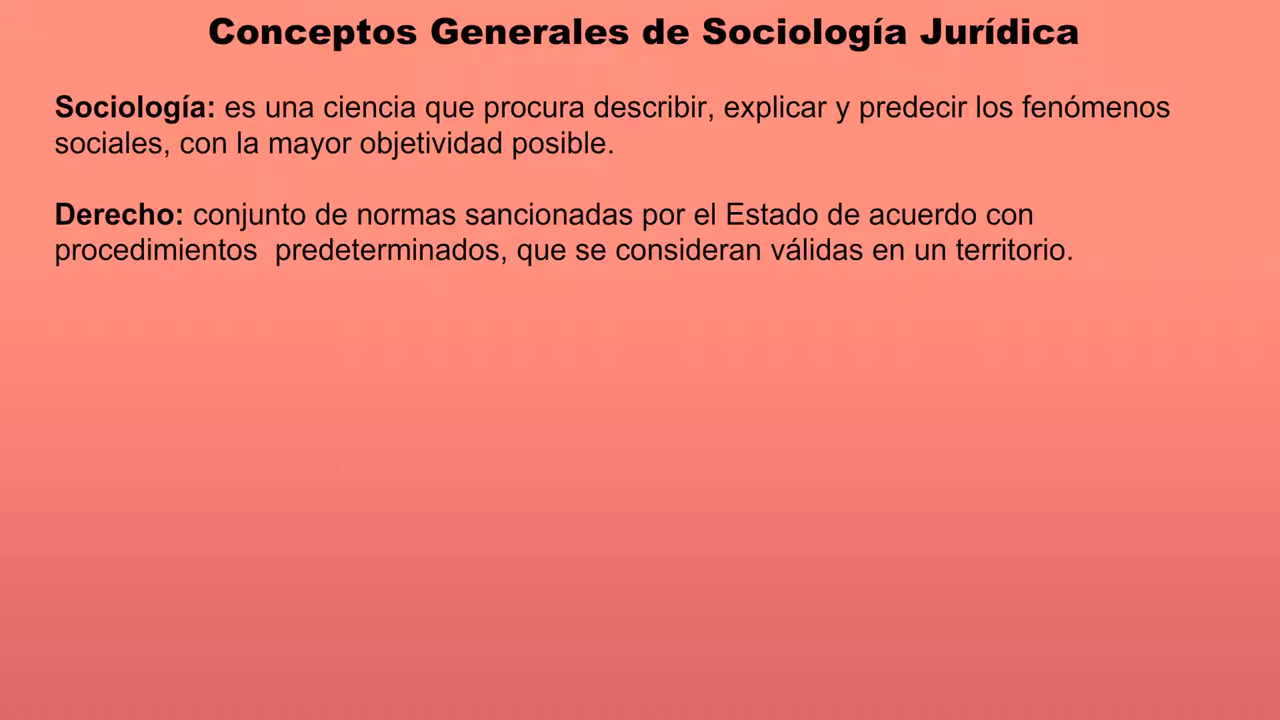 Conceptos Generales de Sociología Jurídica
Sociología: es una ciencia que procura describir, explicar y predecir los fenómenos
sociales, con la mayor objetividad posible.
Derecho: conjunto de normas sancionadas por el Estado de acuerdo con
procedimientos  predeterminados, que se consideran válidas en un territorio.